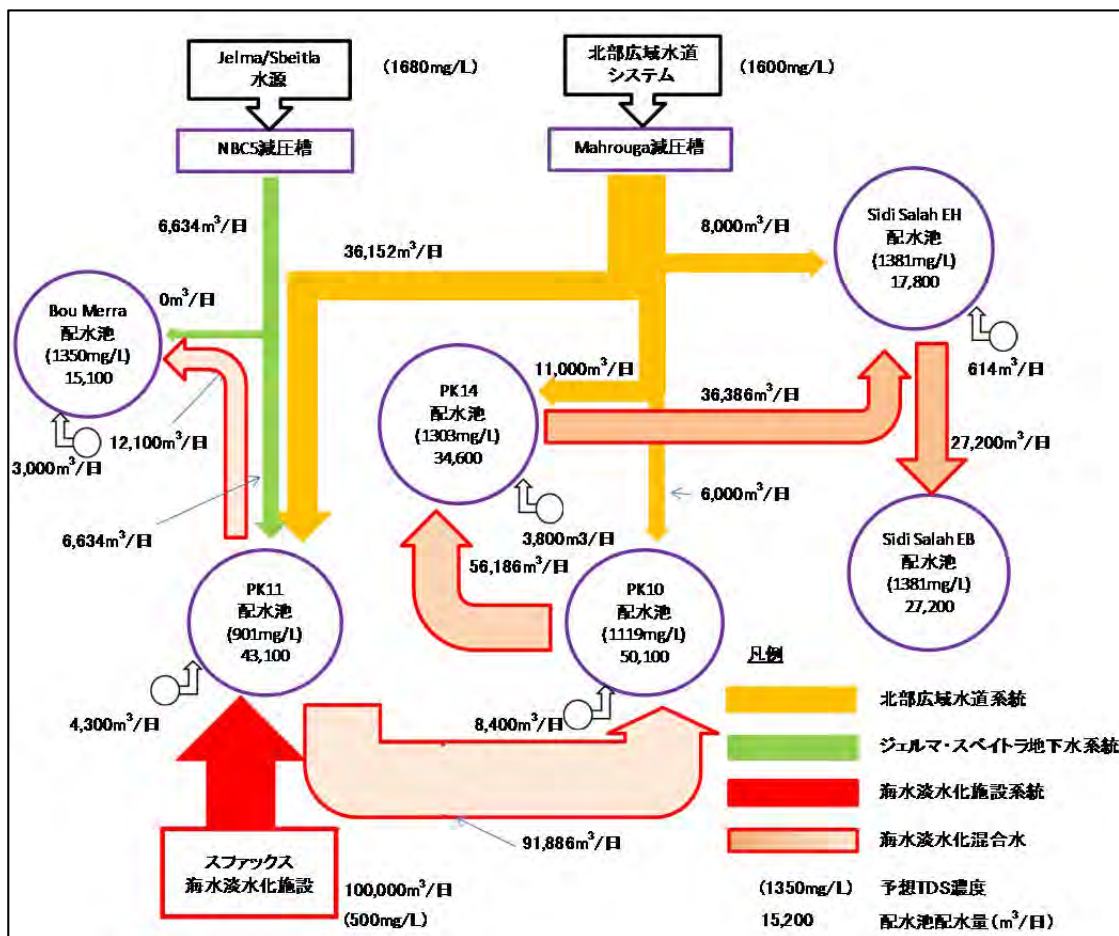 Jelma/Sbeitla
水源
(1680mg/L)
北部広域水道
システム
(1600mg/L)
NBC5減圧槽
Mahrouga減圧槽
6,634m³/日
36,152m³/日
8,000m³/日
Sidi Salah EH
配水池
(1381mg/L)
17,800
0m³/日
Bou Merra
配水池
(1350mg/L)
15,100
614m³/日
11,000m³/日
36,386m³/日
PK14
配水池
(1303mg/L)
34,600
12,100m³/日
3,000m³/日
27,200m³/日
6,000m³/日
6,634m³/日
3,800m3/日
56,186m³/日
Sidi Salah EB
配水池
(1381mg/L)
27,200
PK11
配水池
(901mg/L)
43,100
PK10
配水池
(1119mg/L)
50,100
凡例
4,300m³/日
8,400m³/日
北部広域水道系統
ジェルマ・スベイトラ地下水系統
海水淡水化施設系統
海水淡水化混合水
91,886m³/日
スファックス
海水淡水化施設
100,000m³/日
(500mg/L)
(1350mg/L) 予想TDS濃度
15,200 配水池配水量(m³/日)